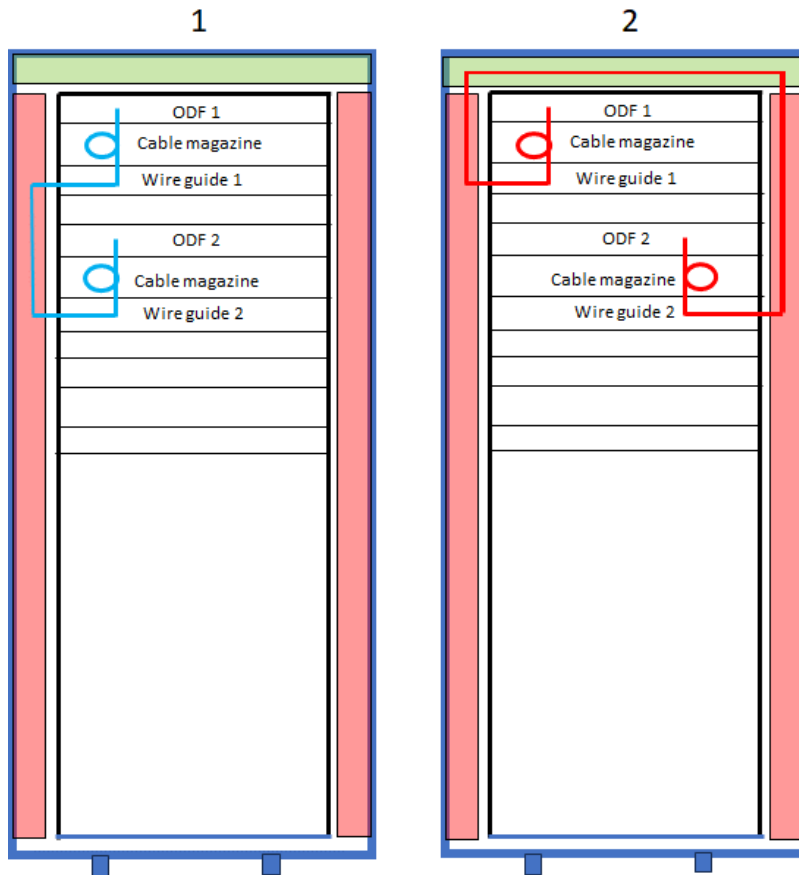 1
ODF 1
Cable magazine
Wire guide 1
ODF 2
Cable magazine
Wire guide 2
2
ODF 1
Cable magazine
Wire guide 1
ODF 2
Cable magazine
Wire guide 2